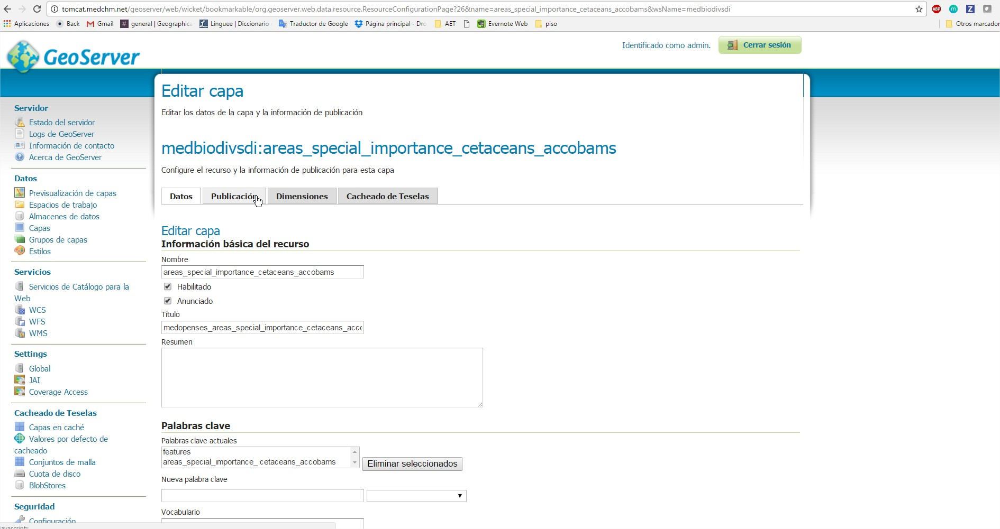 tomcat.medchm.net/geoserver/web/wicket/bookmarkable/org.geoserver.web.data.resource.ResourceConfigurationPage?26&name=areas_special_importance_cetaceans_accobams&wsName=medbiodivsdi
ABP m Z
Aplicaciones Back Gmail # general | Geographica Linguee | Diccionario Traductor de Google Página principal - Dro AET Evernote Web piso Otros marcador
GeoServer
Identificado como admin. Cerrar sesión
Servidor
Estado del servidor
Logs de GeoServer
Información de contacto
Acerca de GeoServer
Datos
Previsualización de capas
Espacios de trabajo
Almacenes de datos
Capas
Grupos de capas
Estilos
Servicios
Servicios de Catálogo para la
Web
WCS
WFS
WMS
Settings
Global
JAI
Coverage Access
Cacheado de Teselas
Capas en caché
Valores por defecto de
cacheado
Conjuntos de malla
Cuota de disco
BlobStores
Seguridad
Configuración
Editar capa
Editar los datos de la capa y la información de publicación
medbiodivsdi:areas_special_importance_cetaceans_accobams
Configure el recurso y la información de publicación para esta capa
Datos Publicación Dimensiones Cacheado de Teselas
Editar capa
Información básica del recurso
Nombre
areas_special_importance_cetaceans_accobams
Habilitado
Anunciado
Título
medopenses_areas_special_importance_cetaceans_acco
Resumen
Palabras clave
Palabras clave actuales
features
areas_special_importance_ cetaceans_accobams
Eliminar seleccionados
Nueva palabra clave
Vocabulario